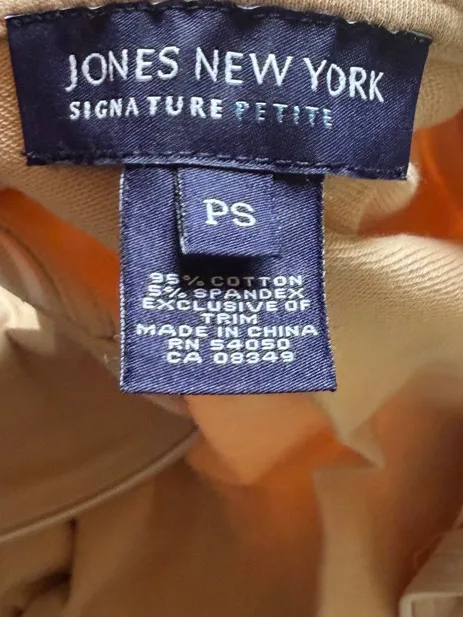 JONES NEW YORK
SIGNATURE PETITE
PS
95% COTTON
5% SPANDEX
EXCLUSIVE OF
TRIM
MADE IN CHINA
RN 54050
CA 08349